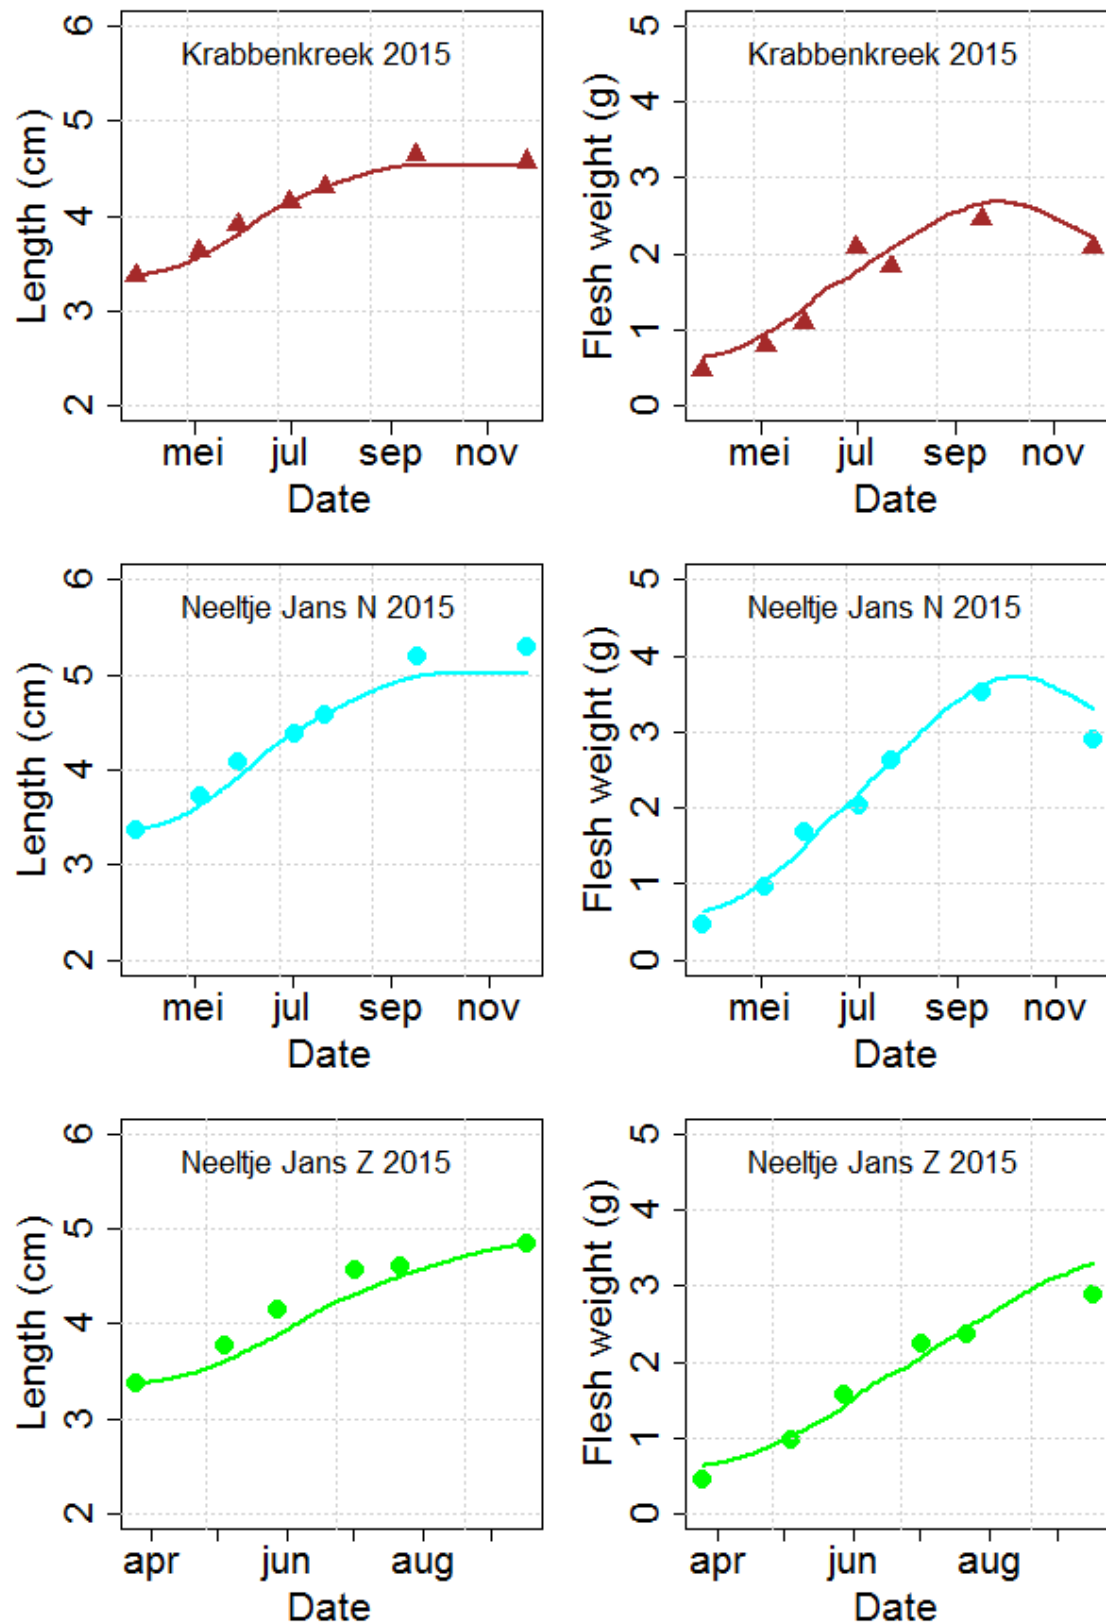 Krabbenkreek 2015
Length (cm)
6
5
4
3
2
mei jul sep nov
Date
Krabbenkreek 2015
Flesh weight (g)
5
4
3
2
1
0
mei jul sep nov
Date
Neeltje Jans N 2015
Length (cm)
6
5
4
3
2
mei jul sep nov
Date
Neeltje Jans N 2015
Flesh weight (g)
5
4
3
2
1
0
mei jul sep nov
Date
Neeltje Jans Z 2015
Length (cm)
6
5
4
3
2
apr jun aug
Date
Neeltje Jans Z 2015
Flesh weight (g)
5
4
3
2
1
0
apr jun aug
Date